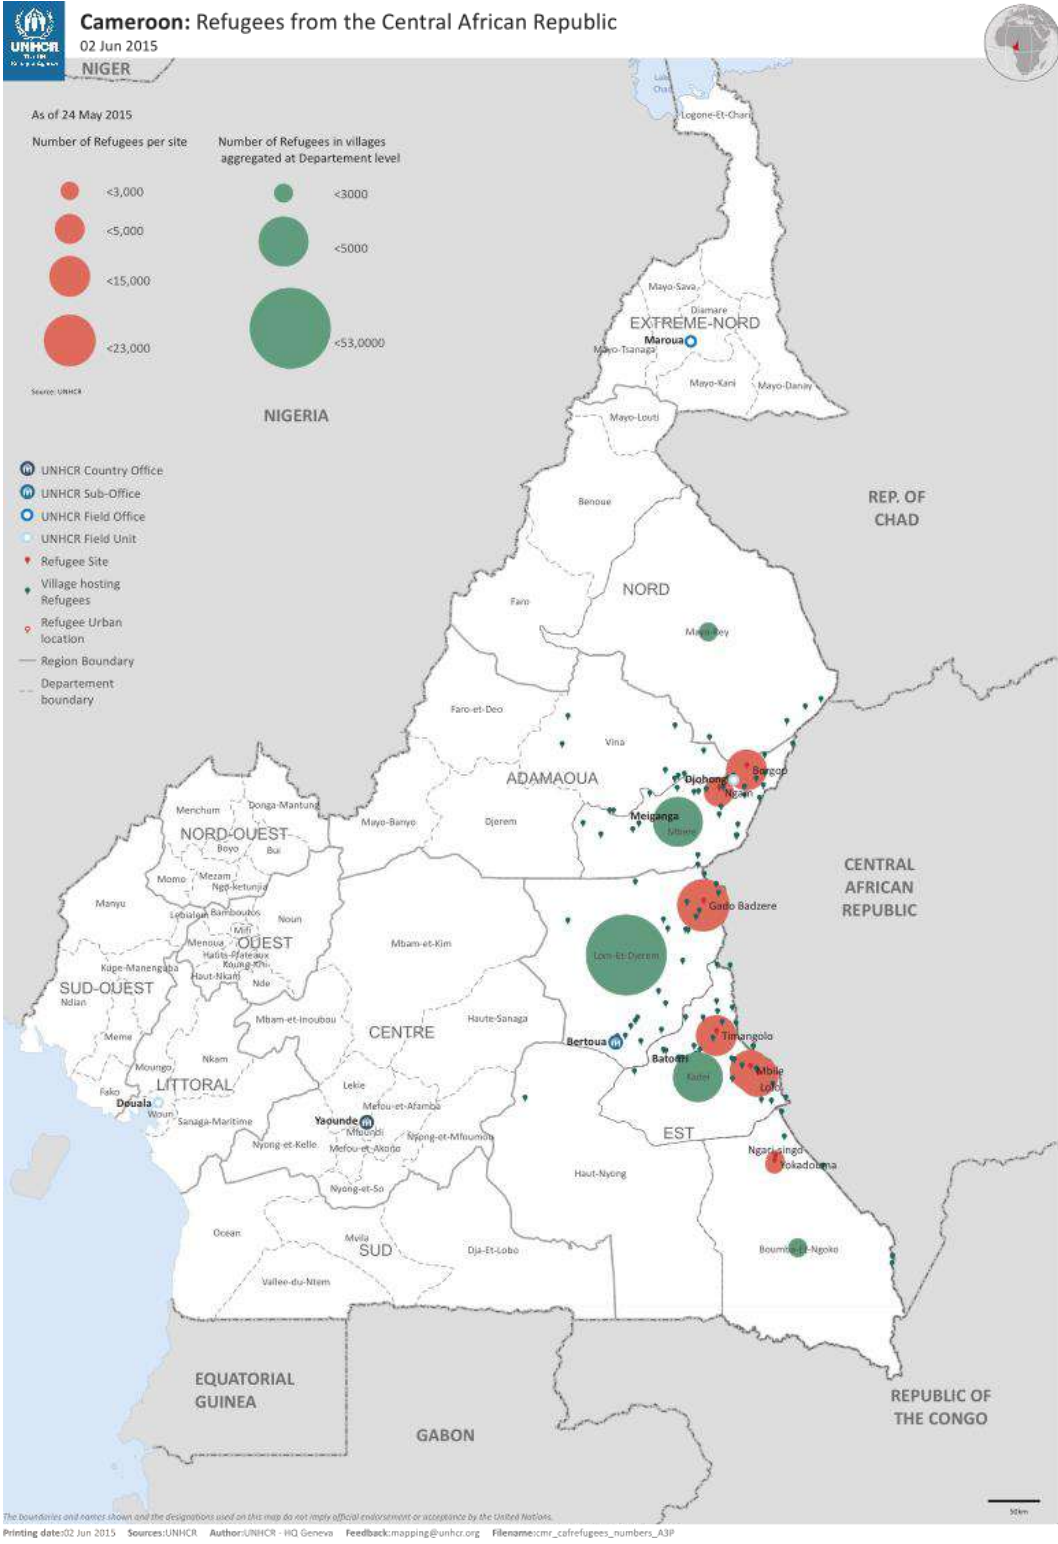 Cameroon: Refugees from the Central African Republic
02 Jun 2015
UNHCR
The UN
Refugee Agency
NIGER
As of 24 May 2015
Number of Refugees per site
<3,000
<5,000
<15,000
<23,000
Source: UNHCR
Number of Refugees in villages
aggregated at Departement level
<3000
<5000
<53,0000
NIGERIA
UNHCR Country Office
UNHCR Sub-Office
UNHCR Field Office
UNHCR Field Unit
Refugee Site
Village hosting
Refugees
Refugee Urban
location
Region Boundary
Departement
boundary
Lake
Chad
Logone-Et-Chari
Mayo-Sava
Diamare
EXTREME-NORD
Maroua
Mayo-Tsanaga
Mayo-Kani
Mayo-Danay
Mayo-Louti
REP. OF
CHAD
Benoue
NORD
Faro
Mayo-Rey
Faro-et-Deo
Vina
ADAMAOUA
Borgop
Djohong
Ngam
Menchum
Donga-Mantung
Mayo-Banyo
Djerem
Meiganga
Mbere
NORD-OUEST
Boyo
Bui
Momo
Mezam
Ngo-ketunjia
CENTRAL
AFRICAN
REPUBLIC
Manyu
Lebialem
Bamboutos
Noun
Gado Badzere
Mifi
Menoua
OUEST
Mbam-et-Kim
Hauts-Plateaux
Koung-Khi
Lom-Et-Djerem
Kupe-Manenguba
Haut-Nkam
Nde
SUD-OUEST
Ndian
Mbam-et-Inoubou
Haute-Sanaga
CENTRE
Meme
Bertoua
Timangolo
Nkam
Moungo
Batouri
Mbile
Lolo
Kadei
LITTORAL
Lekie
Fako
Douala
Wouri
Mefou-et-Afamba
Sanaga-Maritime
Yaounde
Mfoundi
Nyong-et-Mfoumou
EST
Nyong-et-Kelle
Mefou-et-Akono
Ngari-singo
Yokadouma
Haut-Nyong
Nyong-et-So
Ocean
Mvila
SUD
Dja-Et-Lobo
Boumba-Et-Ngoko
Vallee-du-Ntem
EQUATORIAL
GUINEA
GABON
REPUBLIC OF
THE CONGO
50km
The boundaries and names shown and the designations used on this map do not imply official endorsement or acceptance by the United Nations.
Printing date:02 Jun 2015 Sources:UNHCR Author:UNHCR - HQ Geneva Feedback:mapping@unhcr.org Filename:cmr_cafrefugees_numbers_A3P